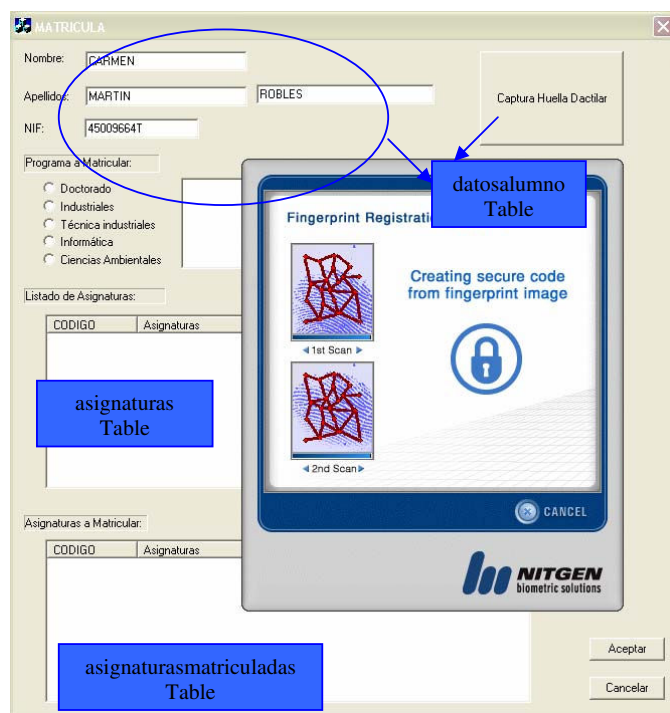 MATRICULA
Nombre: CARMEN
Apellidos: MARTIN ROBLES
Captura Huella Dactilar
NIF: 45009664T
Programa a Matricular:
Doctorado
Industriales
Técnica industriales
Informática
Ciencias Ambientales
datosalumno
Table
Fingerprint Registrati
Creating secure code
from fingerprint image
1st Scan
2nd Scan
CANCEL
NITGEN
biometric solutions
Listado de Asignaturas:
CODIGO Asignaturas
asignaturas
Table
Asignaturas a Matricular:
CODIGO Asignaturas
asignaturasmatriculadas
Table
Aceptar
Cancelar